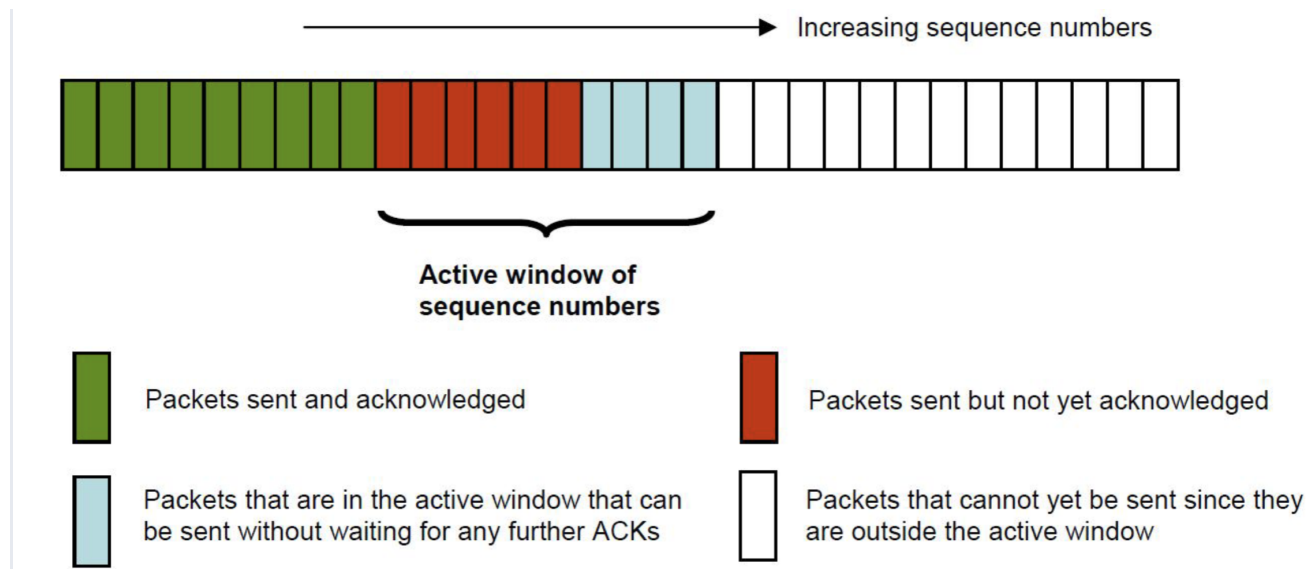 Increasing sequence numbers
Active window of
sequence numbers
Packets sent and acknowledged
Packets sent but not yet acknowledged
Packets that are in the active window that can
be sent without waiting for any further ACKs
Packets that cannot yet be sent since they
are outside the active window